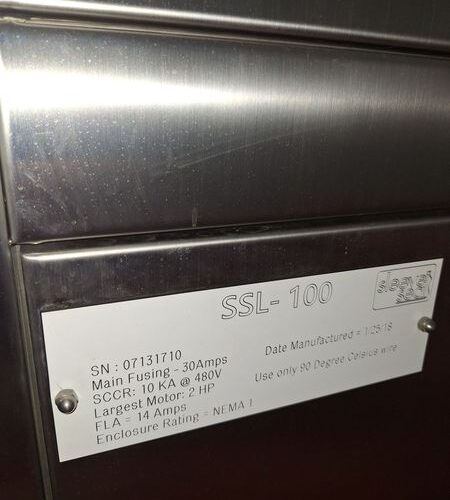 SSL- 100
SN : 07131710
Main Fusing - 30Amps
SCCR: 10 KA @ 480V
Largest Motor: 2 HP
FLA = 14 Amps
Enclosure Rating = NEMA 1
Date Manufactured = 1/25/18
Use only 90 Degree Celsius wire